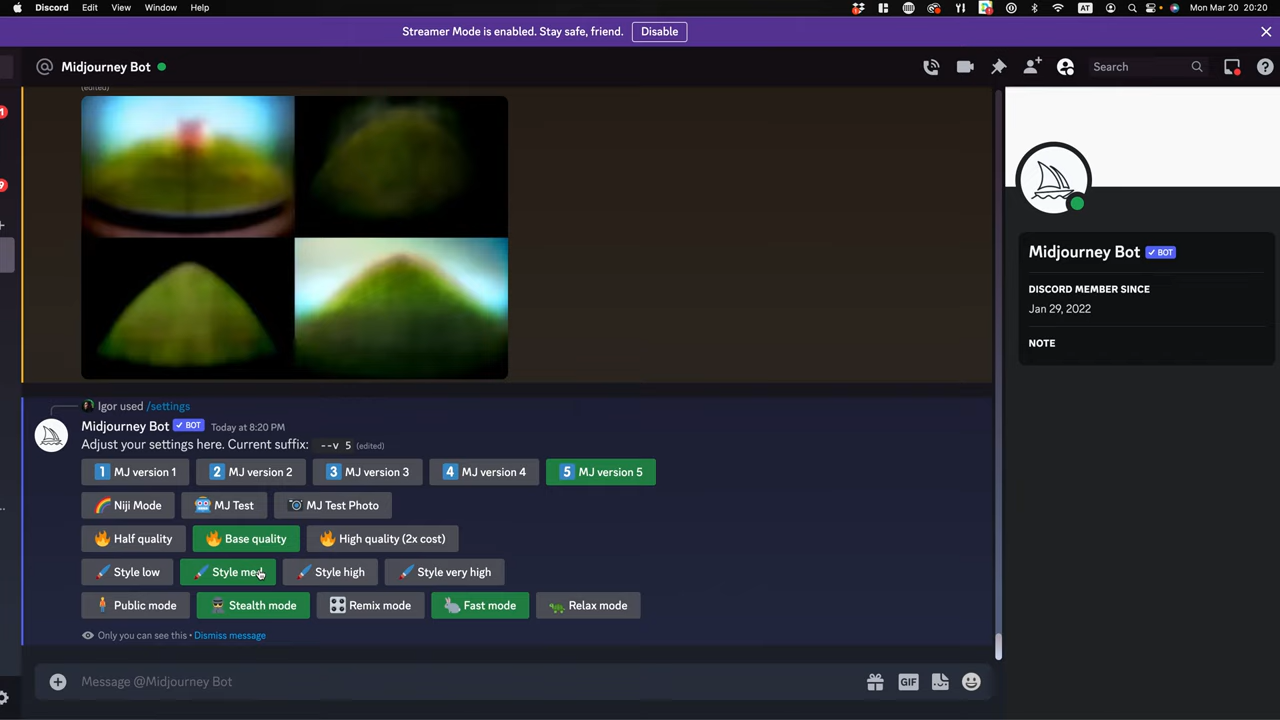 Discord Edit View Window Help
AT
Mon Mar 20 20:20
Streamer Mode is enabled. Stay safe, friend. Disable
@ Midjourney Bot
Search
(edited)
1
9
Midjourney Bot ✓ BOT
DISCORD MEMBER SINCE
Jan 29, 2022
NOTE
Igor used /settings
Midjourney Bot ✓ BOT Today at 8:20 PM
Adjust your settings here. Current suffix: --v 5 (edited)
1 MJ version 1 2 MJ version 2 3 MJ version 3 4 MJ version 4 5 MJ version 5
Niji Mode MJ Test MJ Test Photo
Half quality Base quality High quality (2x cost)
Style low Style med Style high Style very high
Public mode Stealth mode Remix mode Fast mode Relax mode
Only you can see this • Dismiss message
Message @Midjourney Bot
GIF